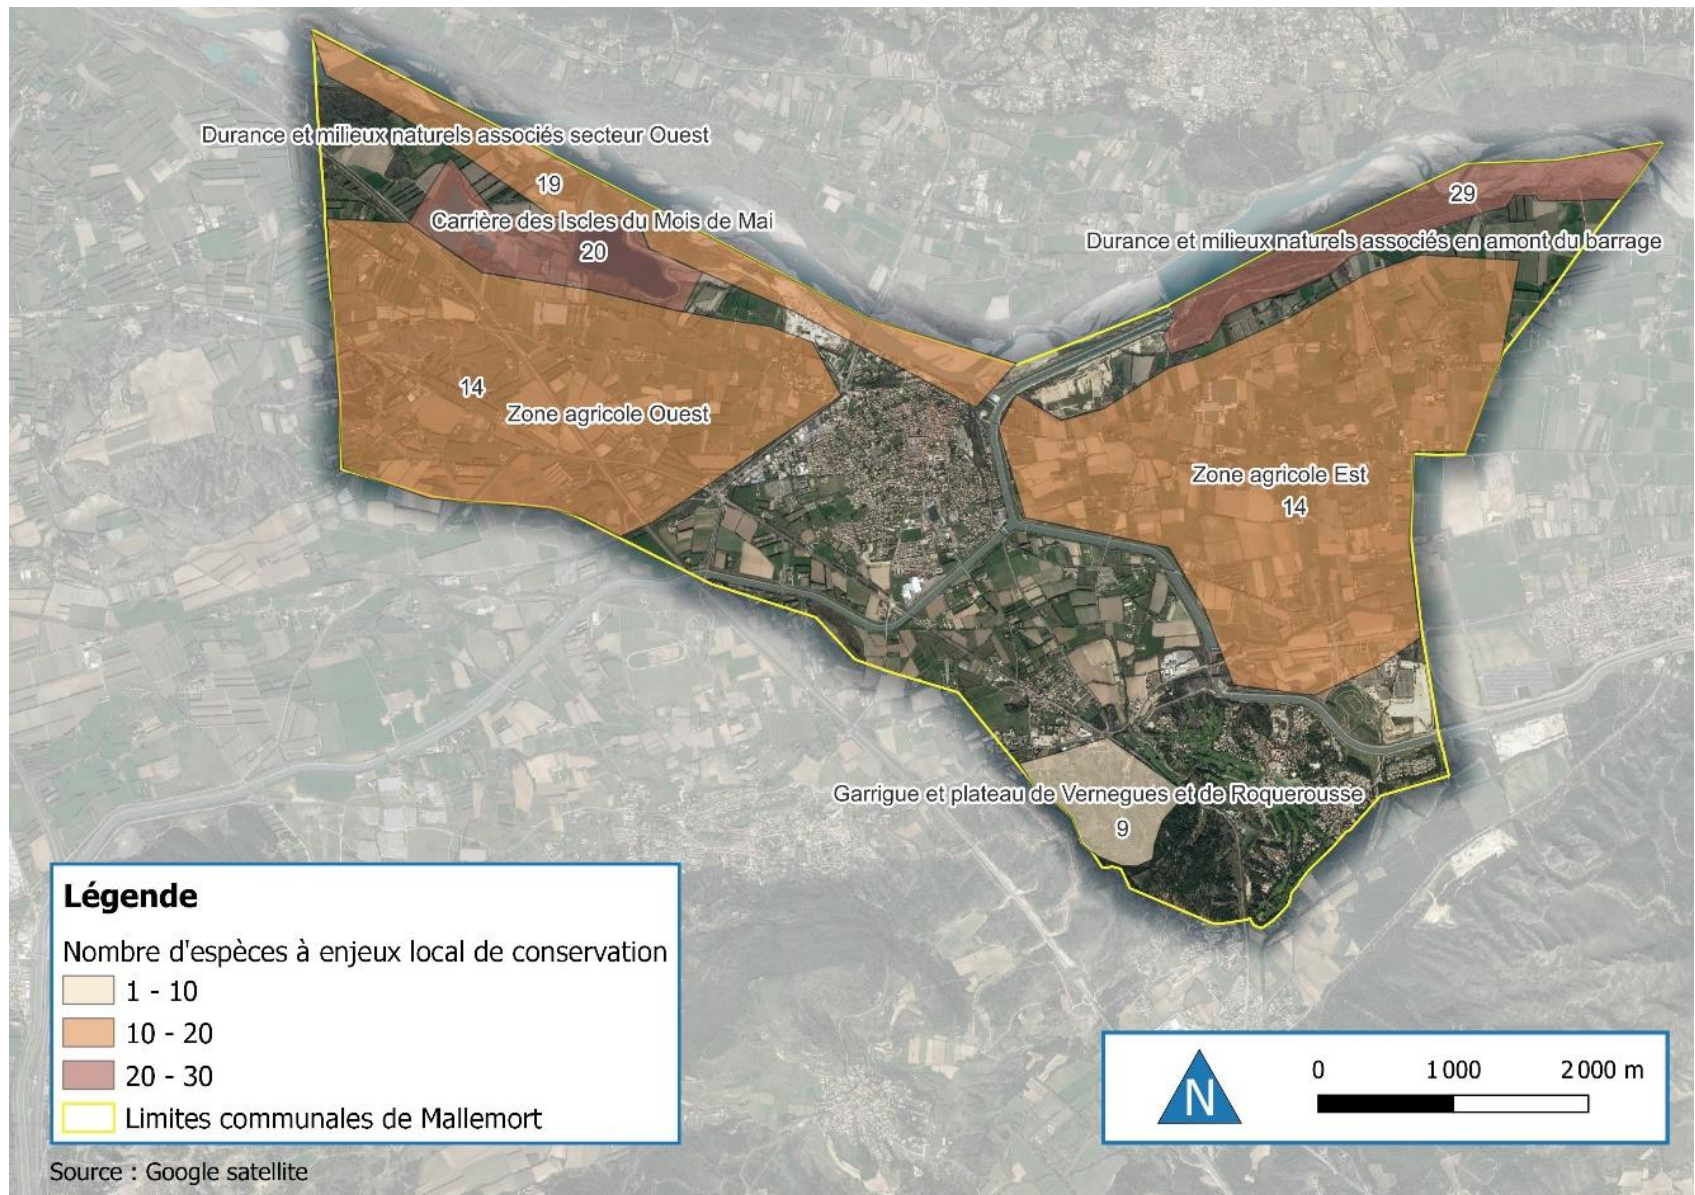 Durance et milieux naturels associés secteur Ouest
19
Carrière des Iscles du Mois de Mai
20
29
Durance et milieux naturels associés en amont du barrage
14
Zone agricole Ouest
Zone agricole Est
14
Garrigue et plateau de Vernegues et de Roquerousse
9
Légende
Nombre d'espèces à enjeux local de conservation
1 - 10
10 - 20
20 - 30
Limites communales de Mallemort
N
0 1 000 2 000 m
Source : Google satellite